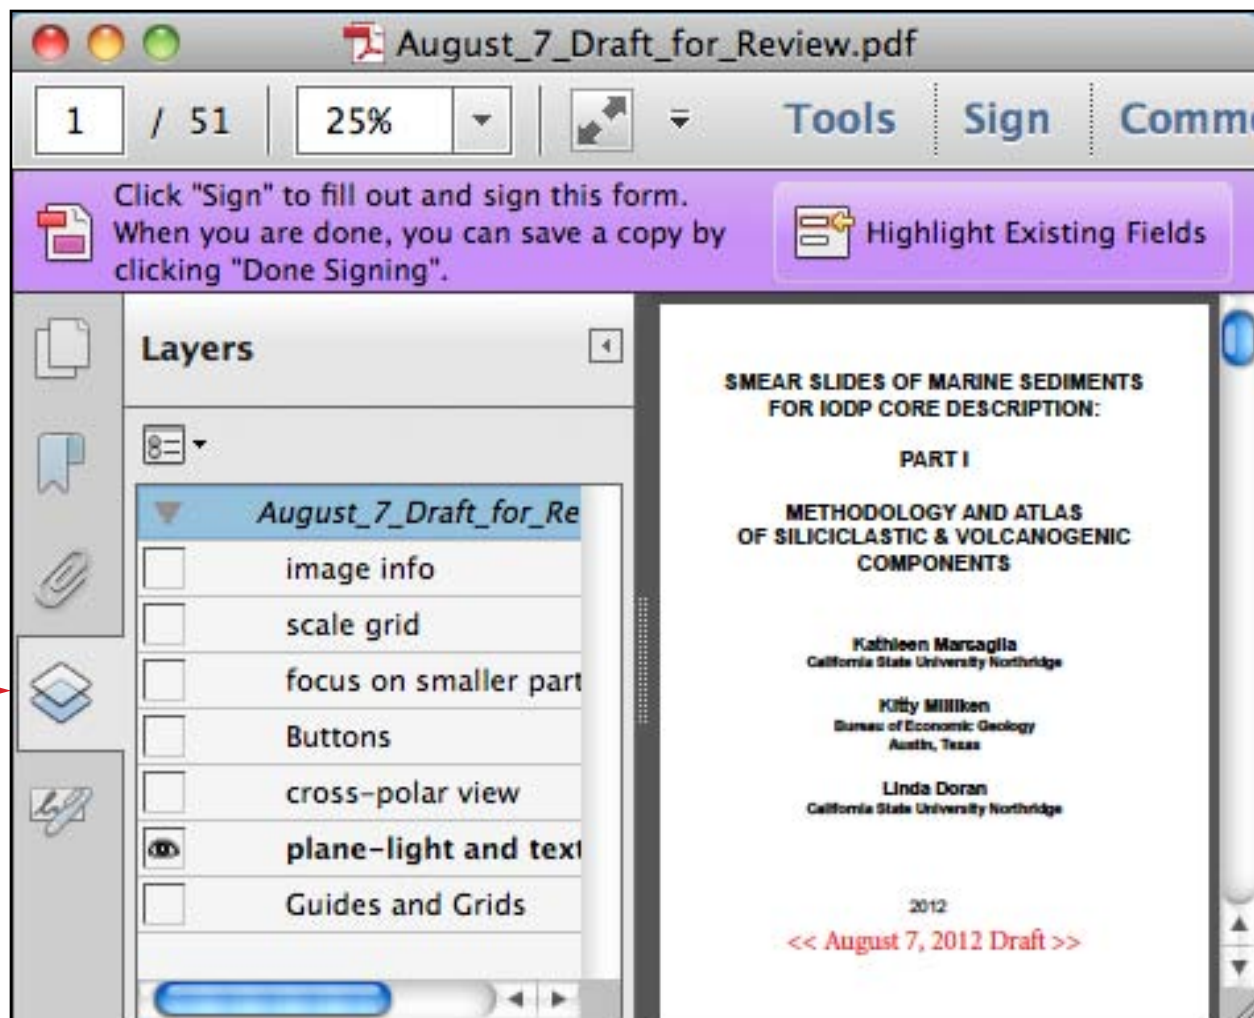 August_7_Draft_for_Review.pdf
1 / 51 25% Tools Sign Comme
Click "Sign" to fill out and sign this form.
When you are done, you can save a copy by
clicking "Done Signing".
Highlight Existing Fields
Layers
August_7_Draft_for_Re
image info
scale grid
focus on smaller part
Buttons
cross-polar view
plane-light and text
Guides and Grids
SMEAR SLIDES OF MARINE SEDIMENTS
FOR IODP CORE DESCRIPTION:
PART I
METHODOLOGY AND ATLAS
OF SILICICLASTIC & VOLCANOGENIC
COMPONENTS
Kathleen Marsaglia
California State University Northridge
Kitty Milliken
Bureau of Economic Geology
Austin, Texas
Linda Doran
California State University Northridge
2012
<< August 7, 2012 Draft >>